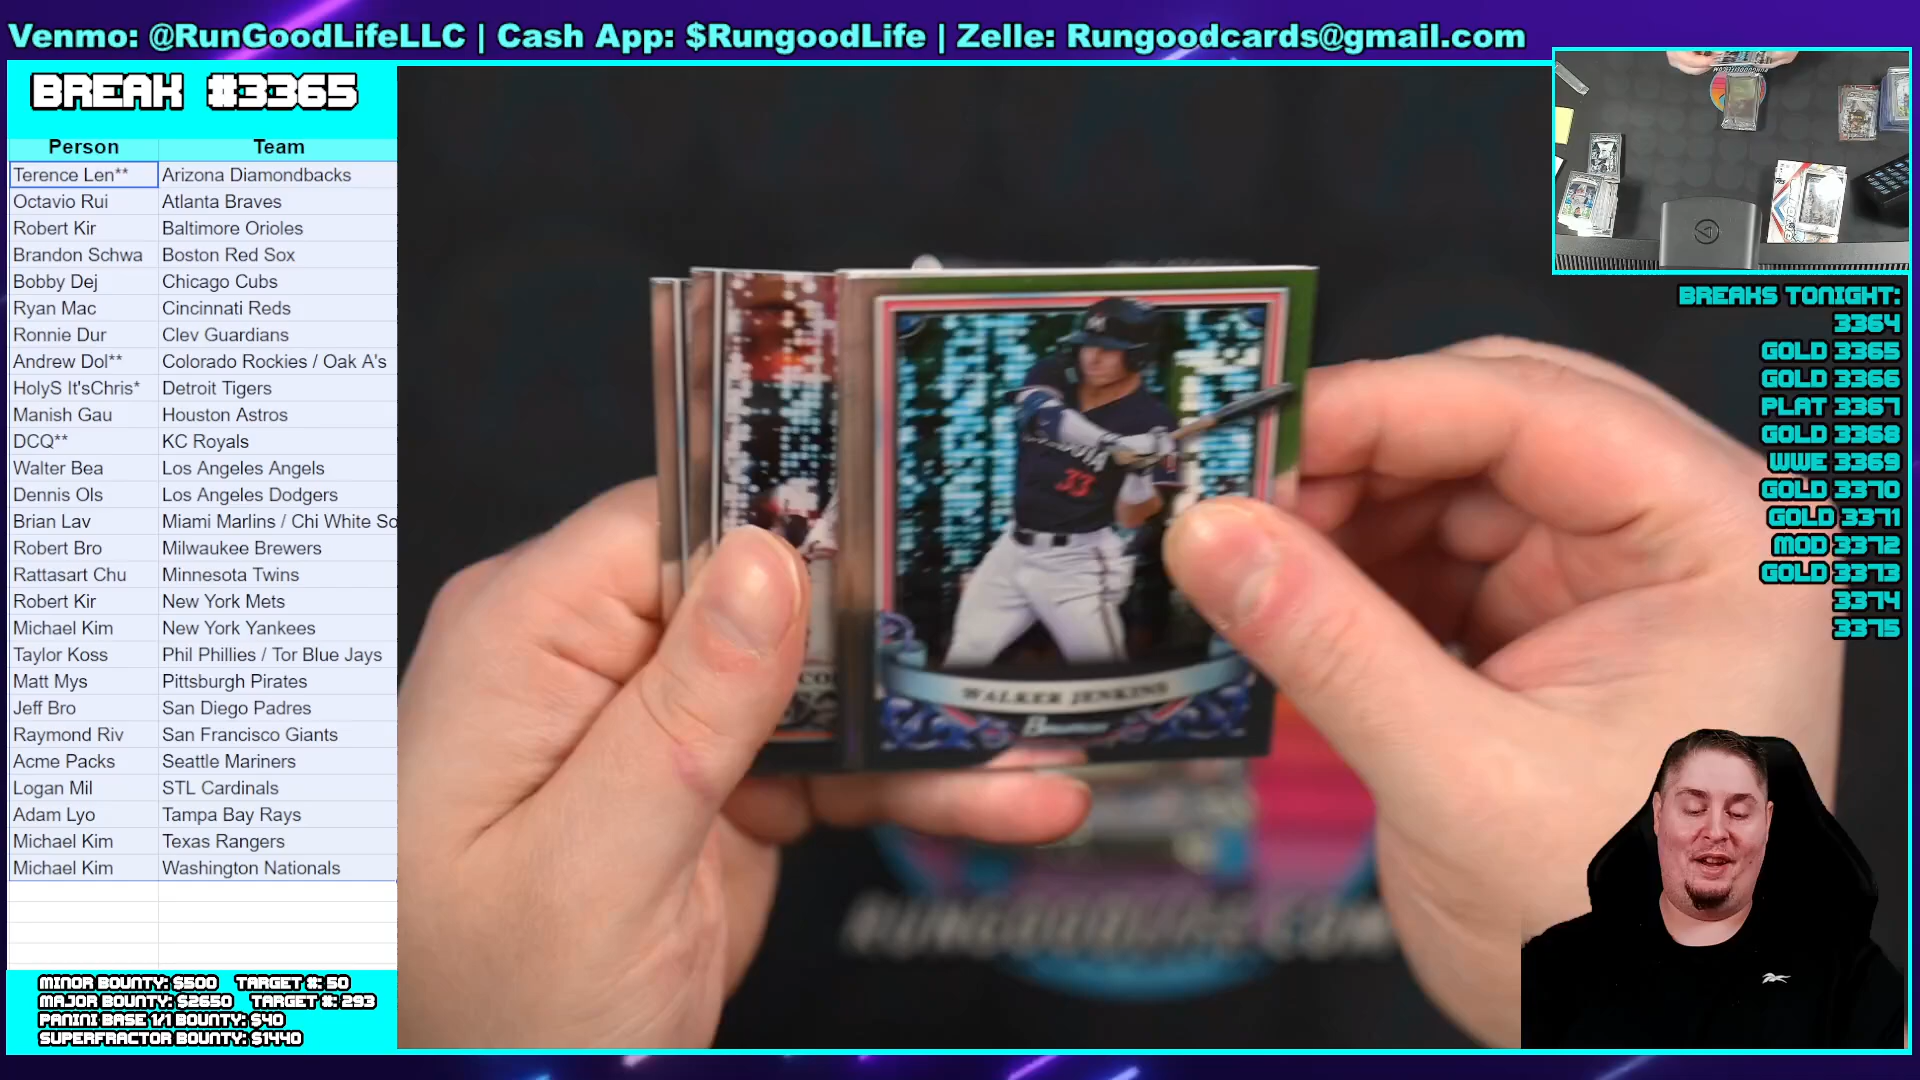 Venmo: @RunGoodLifeLLC | Cash App: $RungoodLife | Zelle: Rungoodcards@gmail.com
BREAK #3365
Person Team
Terence Len** Arizona Diamondbacks
Octavio Rui Atlanta Braves
Robert Kir Baltimore Orioles
Brandon Schwa Boston Red Sox
Bobby Dej Chicago Cubs
Ryan Mac Cincinnati Reds
Ronnie Dur Clev Guardians
Andrew Dol** Colorado Rockies / Oak A's
HolyS It'sChris* Detroit Tigers
Manish Gau Houston Astros
DCQ** KC Royals
Walter Bea Los Angeles Angels
Dennis Ols Los Angeles Dodgers
Brian Lav Miami Marlins / Chi White So
Robert Bro Milwaukee Brewers
Rattasart Chu Minnesota Twins
Robert Kir New York Mets
Michael Kim New York Yankees
Taylor Koss Phil Phillies / Tor Blue Jays
Matt Mys Pittsburgh Pirates
Jeff Bro San Diego Padres
Raymond Riv San Francisco Giants
Acme Packs Seattle Mariners
Logan Mil STL Cardinals
Adam Lyo Tampa Bay Rays
Michael Kim Texas Rangers
Michael Kim Washington Nationals
MINOR BOUNTY: $500 TARGET #: 50
MAJOR BOUNTY: $2650 TARGET #: 293
PANINI BASE 1/1 BOUNTY: $40
SUPERFRACTOR BOUNTY: $1440
33
WALKER JENKINS
Bowman
CO
RUNGOODLIFE.COM
BREAKS TONIGHT:
3364
GOLD 3365
GOLD 3366
PLAT 3367
GOLD 3368
WWE 3369
GOLD 3370
GOLD 3371
MOD 3372
GOLD 3373
3374
3375